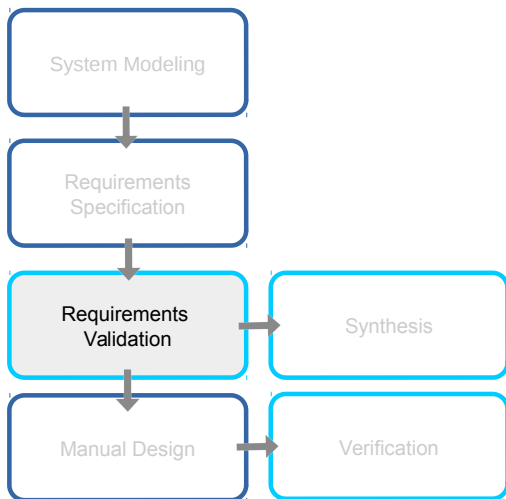 System Modeling
Requirements
Specification
Requirements
Validation
Synthesis
Manual Design
Verification